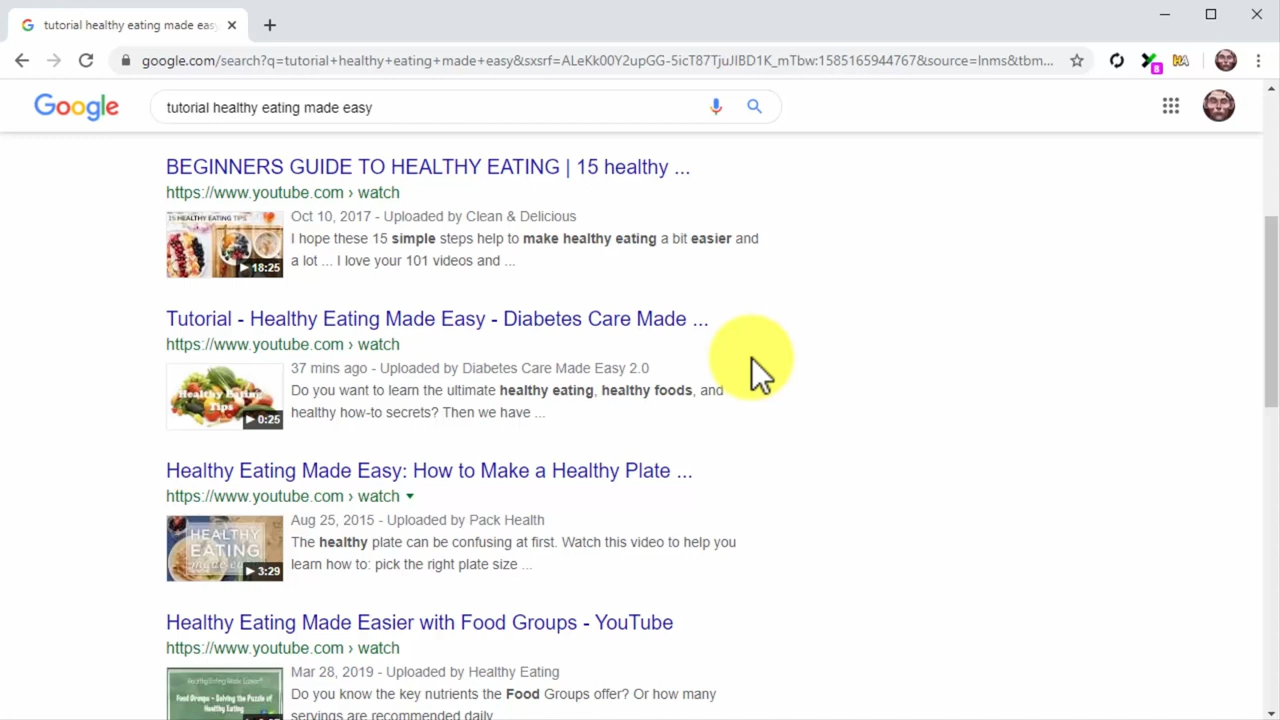 tutorial healthy eating made easy
google.com/search?q=tutorial+healthy+eating+made+easy&sxsrf=ALeKk00Y2upGG-5icT87TjuJIBD1K_mTbw:1585165944767&source=lnms&tbm...
8
Google
tutorial healthy eating made easy
BEGINNERS GUIDE TO HEALTHY EATING | 15 healthy ...
https://www.youtube.com › watch
15 HEALTHY EATING TIPS
18:25
Oct 10, 2017 - Uploaded by Clean & Delicious
I hope these 15 simple steps help to make healthy eating a bit easier and
a lot ... I love your 101 videos and ...
Tutorial - Healthy Eating Made Easy - Diabetes Care Made ...
https://www.youtube.com › watch
Healthy Eating
Tips
0:25
37 mins ago - Uploaded by Diabetes Care Made Easy 2.0
Do you want to learn the ultimate healthy eating, healthy foods, and
healthy how-to secrets? Then we have ...
Healthy Eating Made Easy: How to Make a Healthy Plate ...
https://www.youtube.com › watch
HEALTHY
EATING
3:29
Aug 25, 2015 - Uploaded by Pack Health
The healthy plate can be confusing at first. Watch this video to help you
learn how to: pick the right plate size ...
Healthy Eating Made Easier with Food Groups - YouTube
https://www.youtube.com › watch
Healthy Eating Made Easier
Food Groups - Solving the Puzzle of
Healthy Eating
Mar 28, 2019 - Uploaded by Healthy Eating
Do you know the key nutrients the Food Groups offer? Or how many
servings are recommended daily